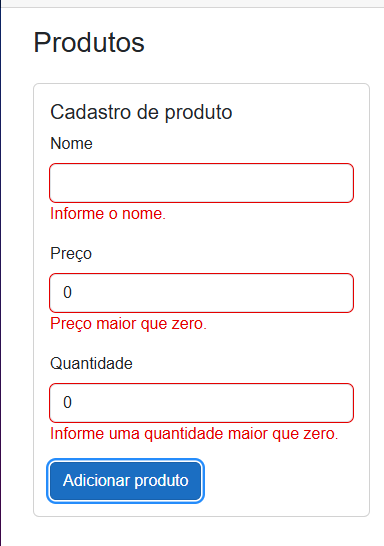 Produtos
Cadastro de produto
Nome
Informe o nome.
Preço
0
Preço maior que zero.
Quantidade
0
Informe uma quantidade maior que zero.
Adicionar produto